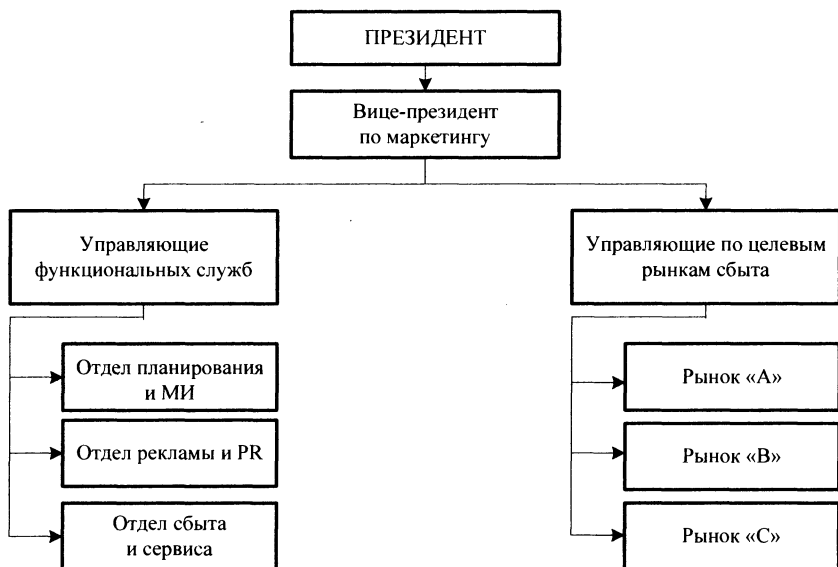 ПРЕЗИДЕНТ
Вице-президент
по маркетингу
Управляющие
функциональных служб
Управляющие по целевым
рынкам сбыта
Отдел планирования
и МИ
Отдел рекламы и PR
Отдел сбыта
и сервиса
Рынок «А»
Рынок «В»
Рынок «С»